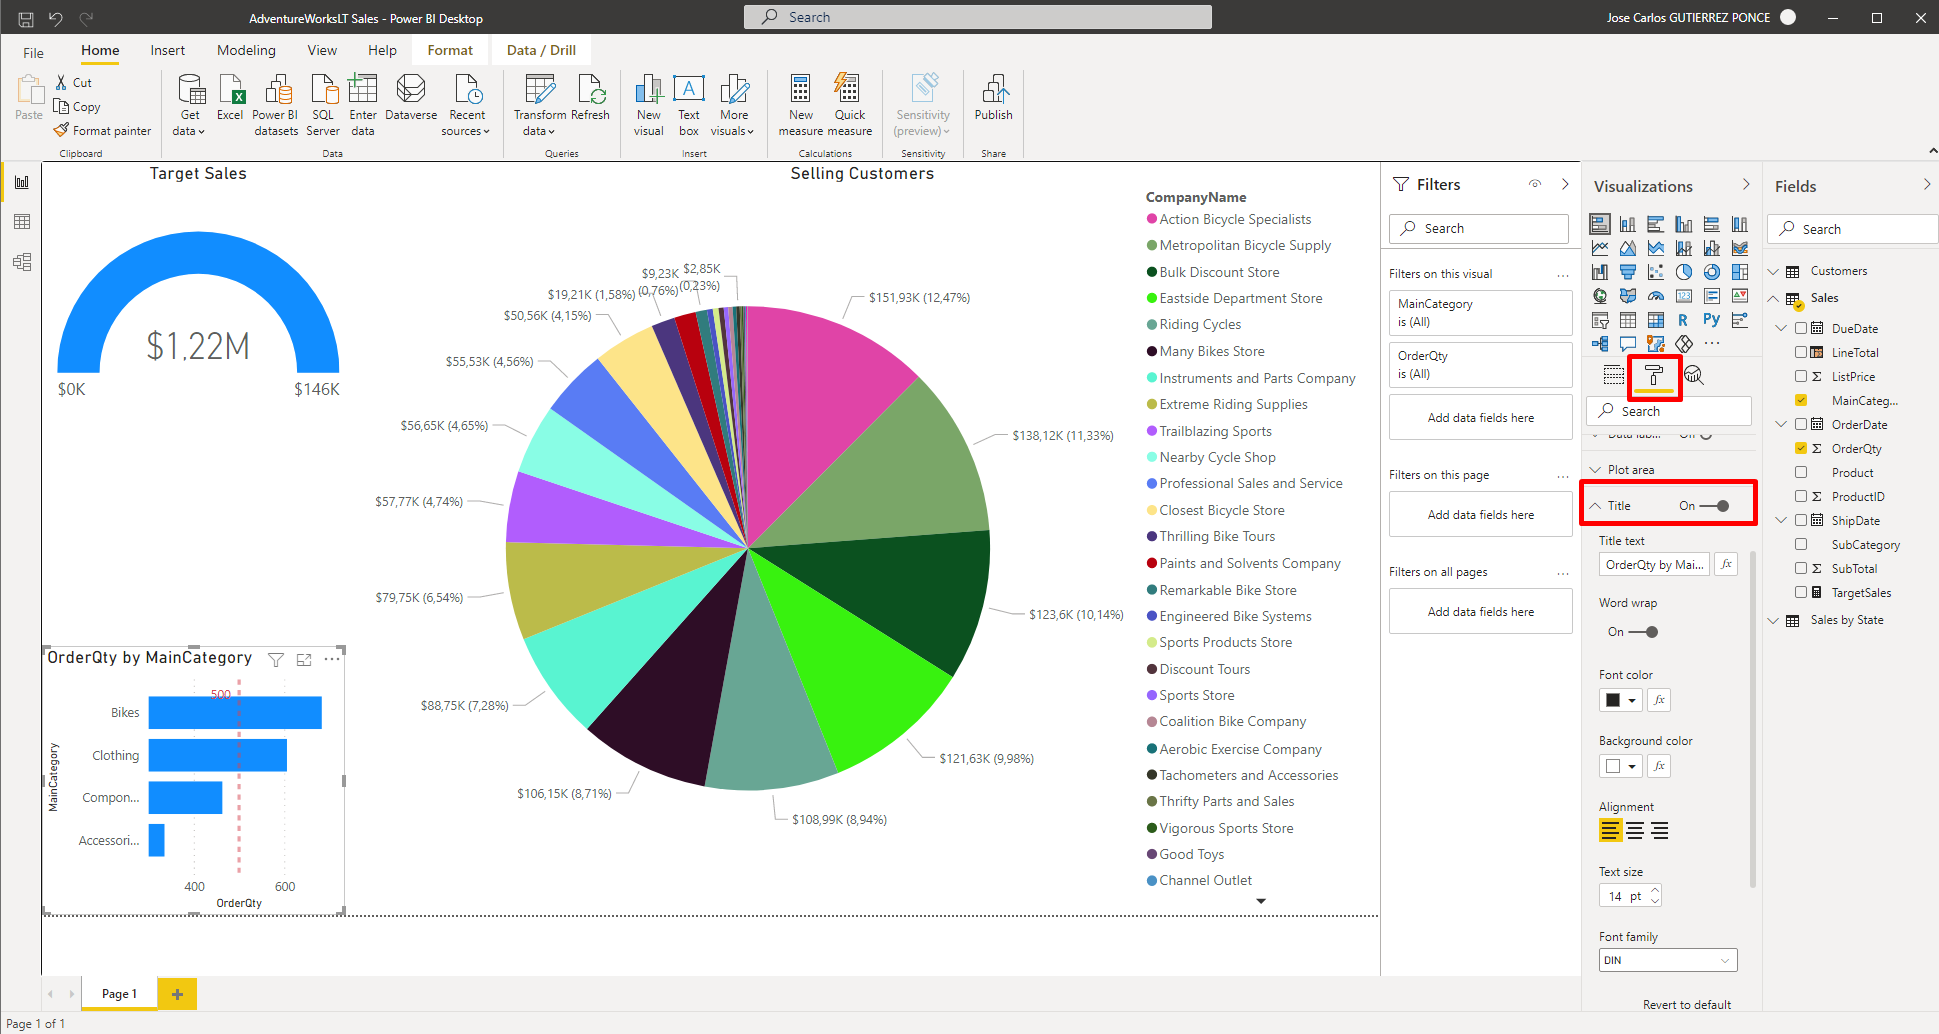 AdventureWorksLT Sales - Power BI Desktop
Search
Jose Carlos GUTIERREZ PONCE
File
Home
Insert
Modeling
View
Help
Format
Data / Drill
Paste
Cut
Copy
Format painter
Clipboard
Get data
Excel
Power BI datasets
SQL Server
Enter data
Dataverse
Recent sources
Data
Transform data
Refresh
Queries
New visual
Text box
More visuals
Insert
New measure
Quick measure
Calculations
Sensitivity (preview)
Sensitivity
Publish
Share
Target Sales
$1,22M
$0K
$146K
OrderQty by MainCategory
500
Bikes
Clothing
Compon...
Accessori...
MainCategory
400
600
OrderQty
Selling Customers
$151,93K (12,47%)
$138,12K (11,33%)
$123,6K (10,14%)
$121,63K (9,98%)
$108,99K (8,94%)
$106,15K (8,71%)
$88,75K (7,28%)
$79,75K (6,54%)
$57,77K (4,74%)
$56,65K (4,65%)
$55,53K (4,56%)
$50,56K (4,15%)
$19,21K (1,58%)
$9,23K (0,76%)
$2,85K (0,23%)
CompanyName
Action Bicycle Specialists
Metropolitan Bicycle Supply
Bulk Discount Store
Eastside Department Store
Riding Cycles
Many Bikes Store
Instruments and Parts Company
Extreme Riding Supplies
Trailblazing Sports
Nearby Cycle Shop
Professional Sales and Service
Closest Bicycle Store
Thrilling Bike Tours
Paints and Solvents Company
Remarkable Bike Store
Engineered Bike Systems
Sports Products Store
Discount Tours
Sports Store
Coalition Bike Company
Aerobic Exercise Company
Tachometers and Accessories
Thrifty Parts and Sales
Vigorous Sports Store
Good Toys
Channel Outlet
Filters
Search
Filters on this visual
...
MainCategory
is (All)
OrderQty
is (All)
Add data fields here
Filters on this page
...
Add data fields here
Filters on all pages
...
Add data fields here
Visualizations
123
R
Py
...
Search
Plot area
Title
On
Title text
OrderQty by Mai...
fx
Word wrap
On
Font color
fx
Background color
fx
Alignment
Text size
14 pt
Font family
DIN
Revert to default
Fields
Search
Customers
Sales
DueDate
LineTotal
ListPrice
MainCateg...
OrderDate
OrderQty
Product
ProductID
ShipDate
SubCategory
SubTotal
TargetSales
Sales by State
Page 1
+
Page 1 of 1